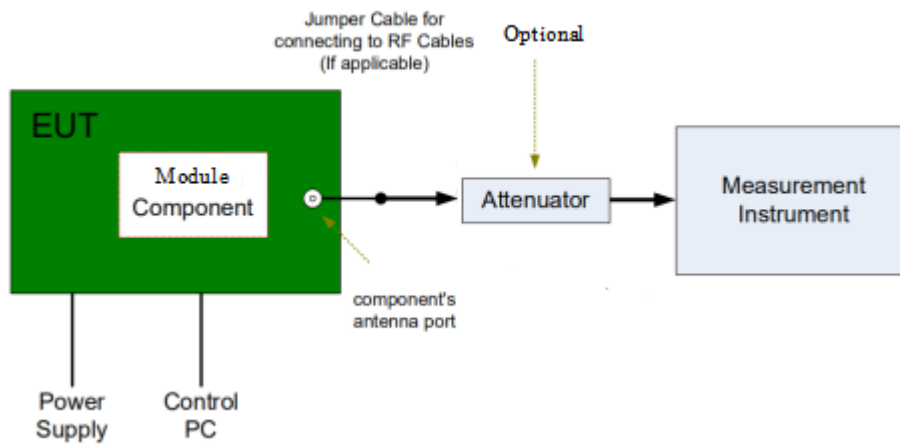 Jumper Cable for
connecting to RF Cables
(If applicable)
Optional
EUT
Module
Component
Attenuator
Measurement
Instrument
component's
antenna port
Power
Supply
Control
PC